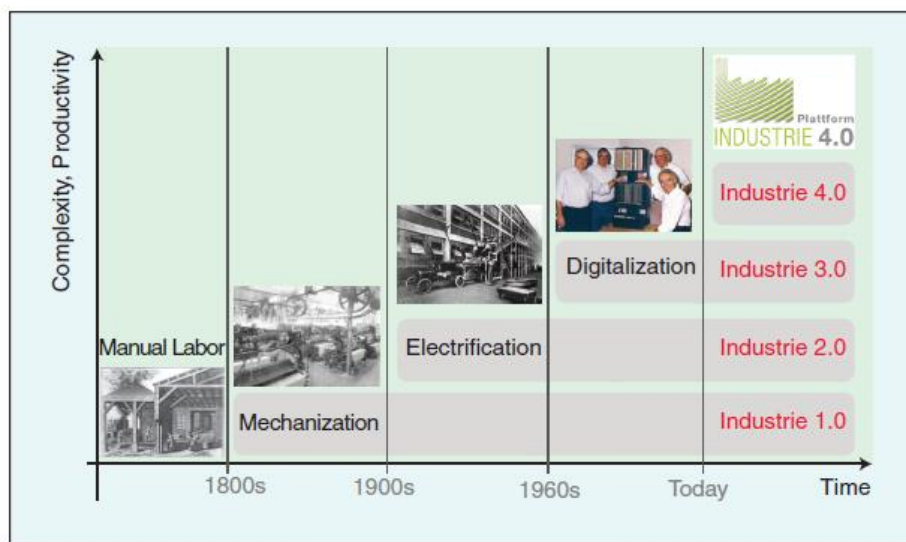 Complexity, Productivity
Plattform
INDUSTRIE 4.0
Industrie 4.0
Digitalization
Industrie 3.0
Manual Labor
Electrification
Industrie 2.0
Mechanization
Industrie 1.0
1800s
1900s
1960s
Today
Time